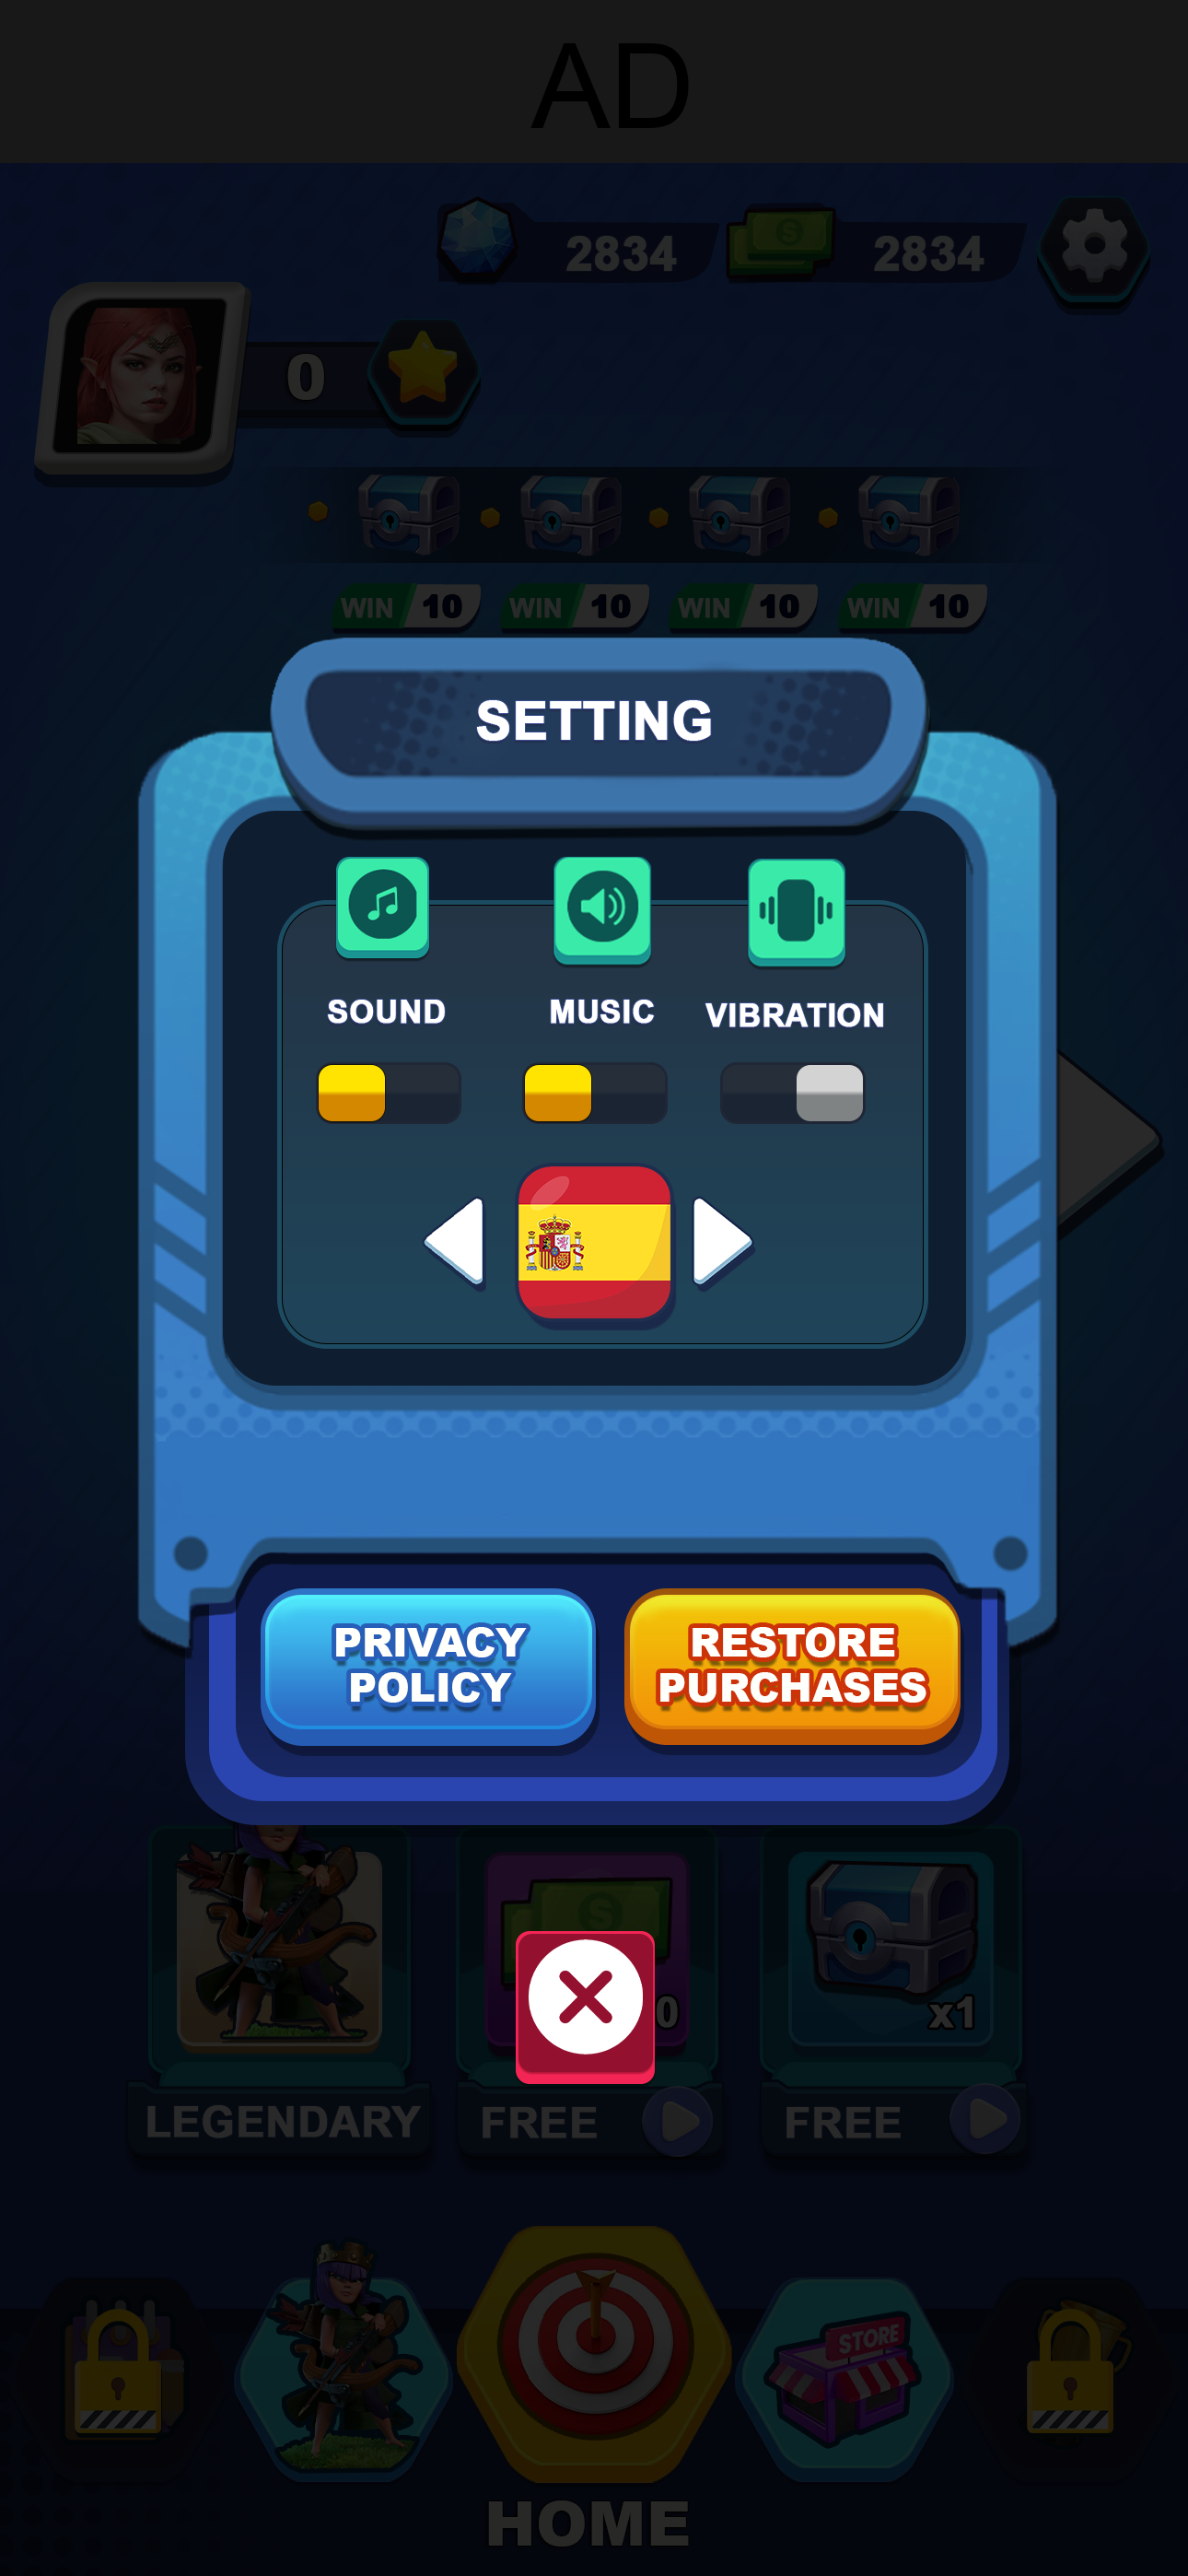 AD
2834 2834
0
WIN 10 WIN 10 WIN 10 WIN 10
SETTING
SOUND MUSIC VIBRATION
PRIVACY
POLICY
RESTORE
PURCHASES
0 x1
LEGENDARY FREE FREE
STORE
HOME